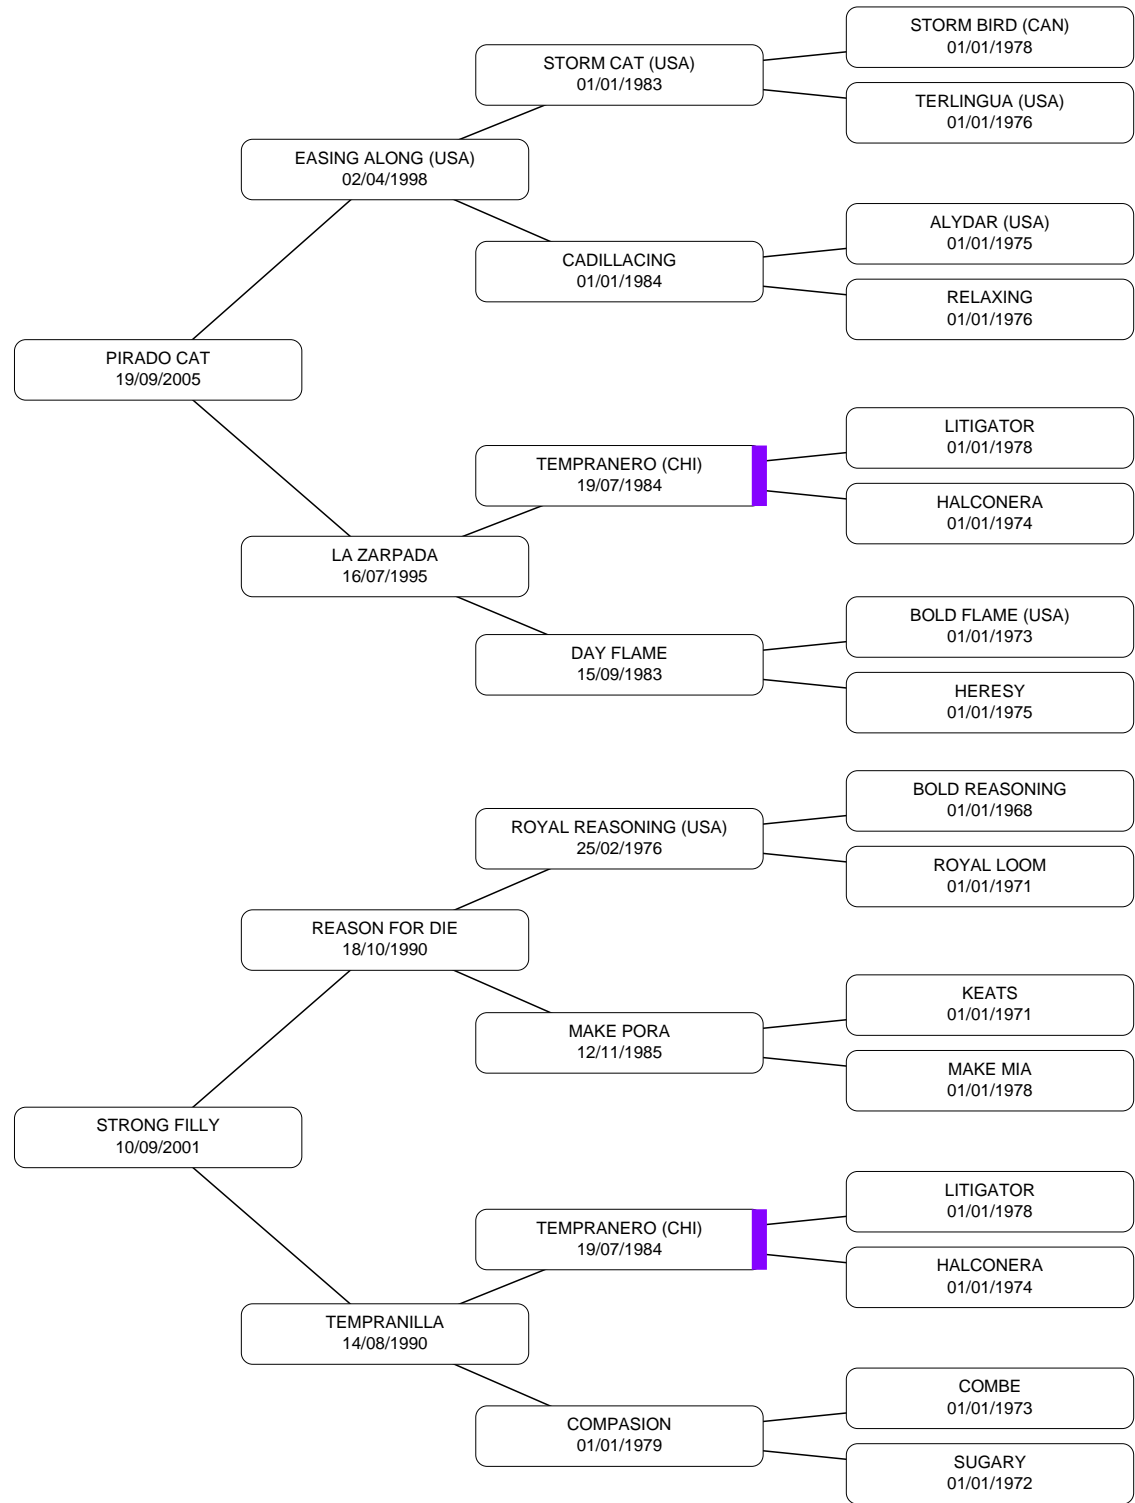 STORM BIRD (CAN)
01/01/1978
STORM CAT (USA)
01/01/1983
TERLINGUA (USA)
01/01/1976
EASING ALONG (USA)
02/04/1998
ALYDAR (USA)
01/01/1975
CADILLACING
01/01/1984
RELAXING
01/01/1976
PIRADO CAT
19/09/2005
LITIGATOR
01/01/1978
TEMPRANERO (CHI)
19/07/1984
HALCONERA
01/01/1974
LA ZARPADA
16/07/1995
BOLD FLAME (USA)
01/01/1973
DAY FLAME
15/09/1983
HERESY
01/01/1975
BOLD REASONING
01/01/1968
ROYAL REASONING (USA)
25/02/1976
ROYAL LOOM
01/01/1971
REASON FOR DIE
18/10/1990
KEATS
01/01/1971
MAKE PORA
12/11/1985
MAKE MIA
01/01/1978
STRONG FILLY
10/09/2001
LITIGATOR
01/01/1978
TEMPRANERO (CHI)
19/07/1984
HALCONERA
01/01/1974
TEMPRANILLA
14/08/1990
COMBE
01/01/1973
COMPASION
01/01/1979
SUGARY
01/01/1972